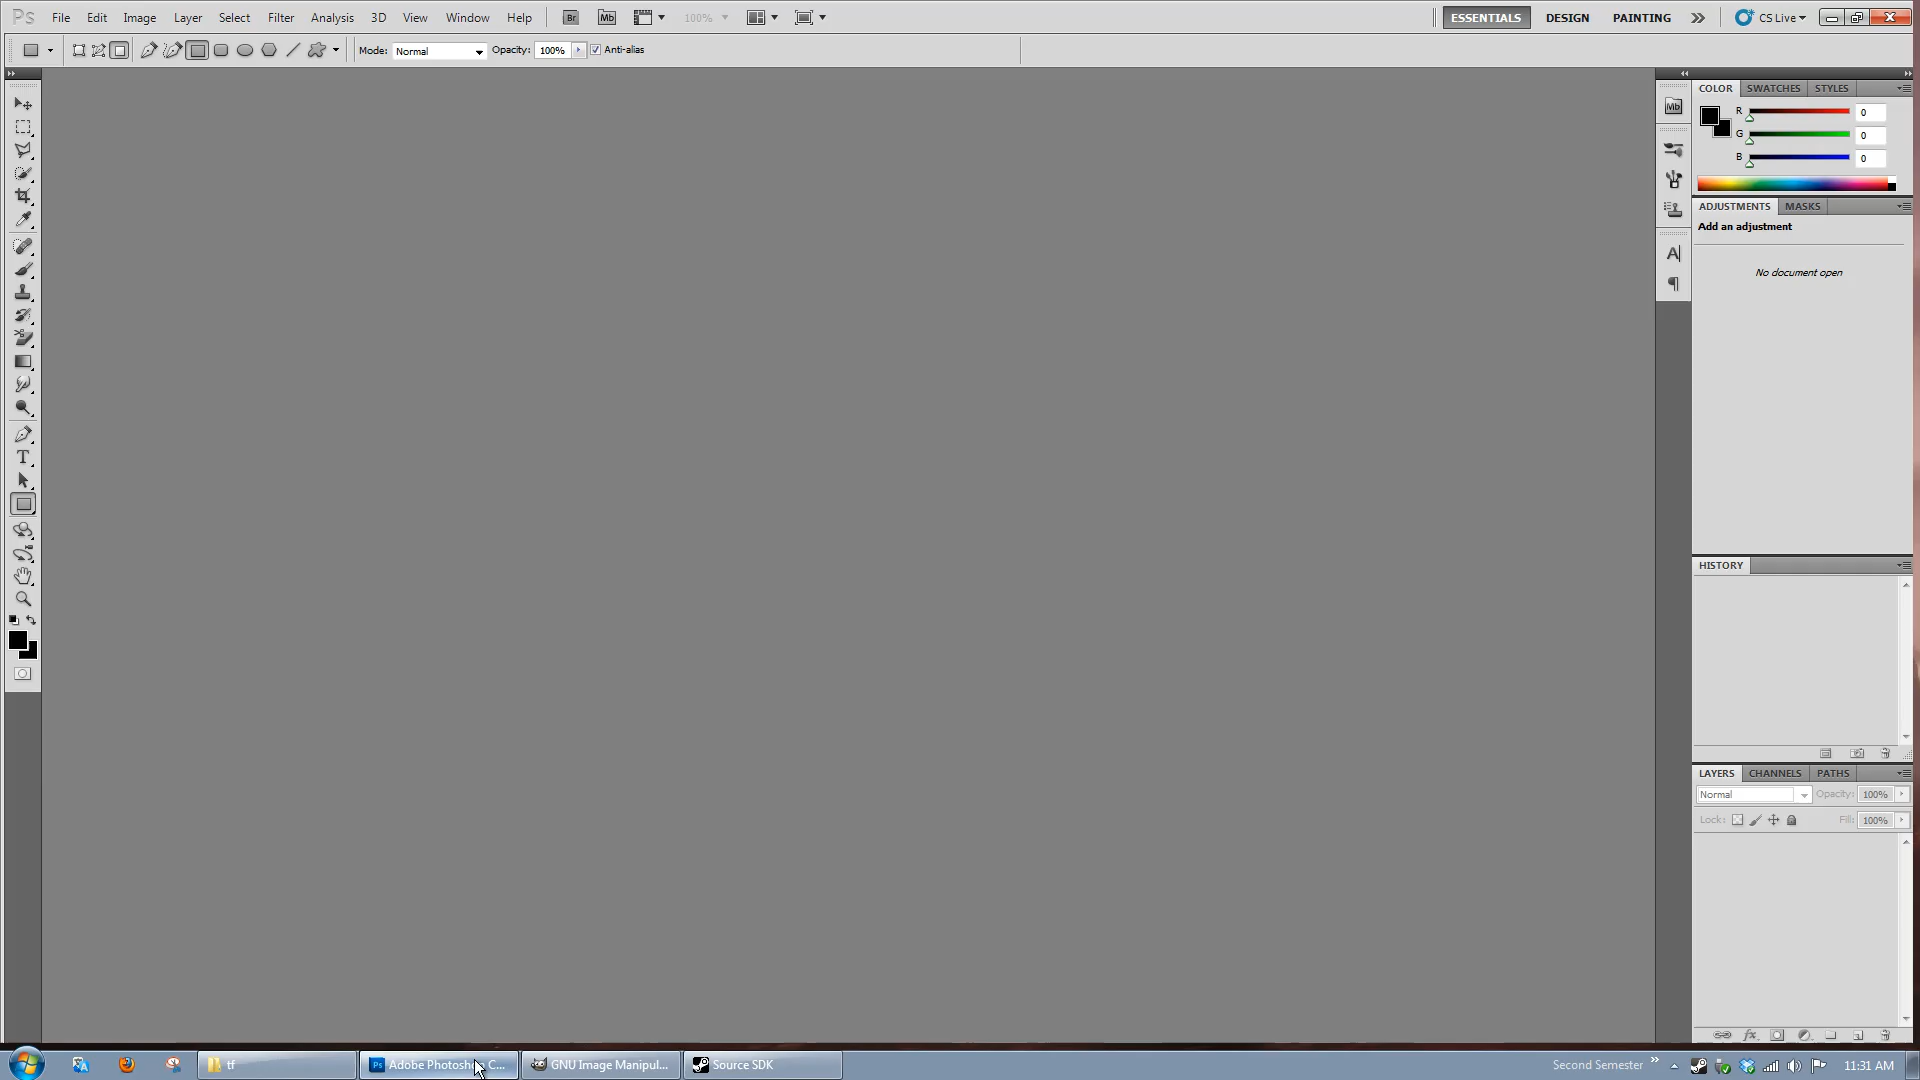 Ps File Edit Image Layer Select Filter Analysis 3D View Window Help Br Mb 100% ESSENTIALS DESIGN PAINTING CS Live
Mode: Normal Opacity: 100% Anti-alias
COLOR SWATCHES STYLES
Mb
R 0
G 0
B 0
ADJUSTMENTS MASKS
Add an adjustment
No document open
HISTORY
LAYERS CHANNELS PATHS
Normal Opacity: 100%
Lock: Fill: 100%
tf
Ps Adobe Photoshop C...
GNU Image Manipul...
Source SDK
Second Semester
11:31 AM